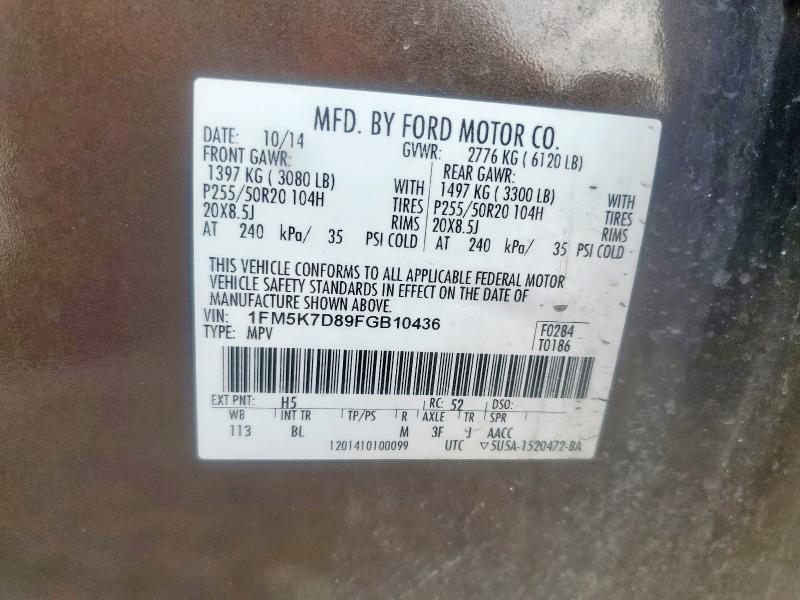 MFD. BY FORD MOTOR CO.
DATE: 10/14 GVWR: 2776 KG ( 6120 LB)
FRONT GAWR: REAR GAWR:
1397 KG ( 3080 LB) WITH 1497 KG ( 3300 LB) WITH
P255/50R20 104H TIRES P255/50R20 104H TIRES
20X8.5J RIMS 20X8.5J RIMS
AT 240 kPa/ 35 PSI COLD AT 240 kPa/ 35 PSI COLD
THIS VEHICLE CONFORMS TO ALL APPLICABLE FEDERAL MOTOR
VEHICLE SAFETY STANDARDS IN EFFECT ON THE DATE OF
MANUFACTURE SHOWN ABOVE.
VIN: 1FM5K7D89FGB10436 F0284
TYPE: MPV T0186
EXT PNT: H5 RC: 52 DSO:
WB INT TR TP/PS R AXLE TR SPR
113 BL M 3F J AACC
1201410100099 UTC ▽5U5A-1520472-BA